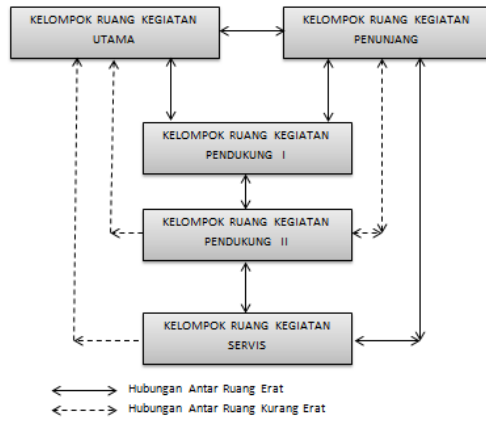 KELOMPOK RUANG KEGIATAN
UTAMA
KELOMPOK RUANG KEGIATAN
PENUNJANG
KELOMPOK RUANG KEGIATAN
PENDUKUNG I
KELOMPOK RUANG KEGIATAN
PENDUKUNG II
KELOMPOK RUANG KEGIATAN
SERVIS
Hubungan Antar Ruang Erat
Hubungan Antar Ruang Kurang Erat